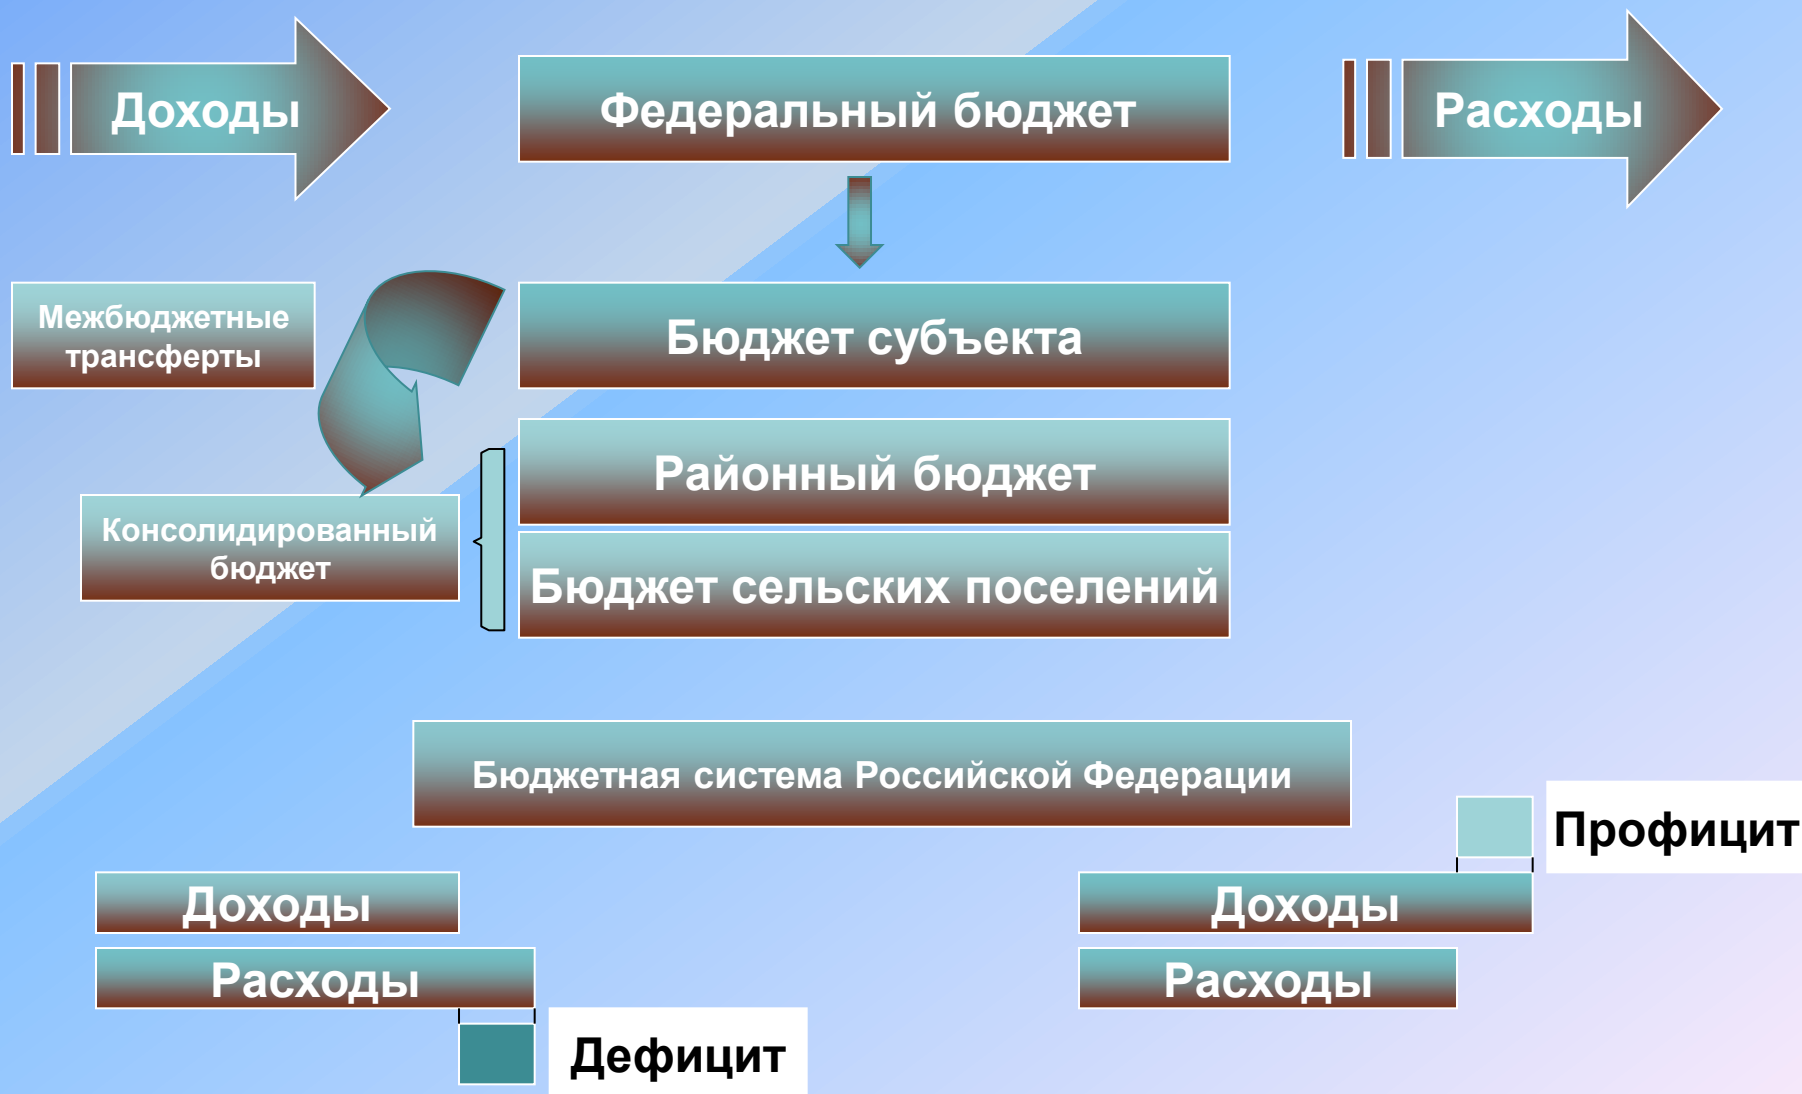 Доходы
Федеральный бюджет
Расходы
Межбюджетные
трансферты
Бюджет субъекта
Районный бюджет
Консолидированный
бюджет
Бюджет сельских поселений
Бюджетная система Российской Федерации
Профицит
Доходы
Расходы
Дефицит
Доходы
Расходы